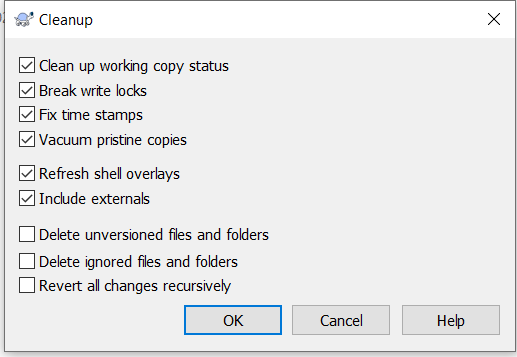 Cleanup
Clean up working copy status
Break write locks
Fix time stamps
Vacuum pristine copies
Refresh shell overlays
Include externals
Delete unversioned files and folders
Delete ignored files and folders
Revert all changes recursively
OK Cancel Help